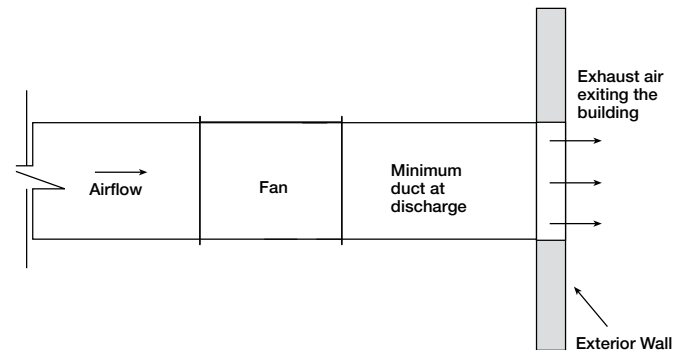 Exhaust air
exiting the
building
Airflow
Fan
Minimum
duct at
discharge
Exterior Wall